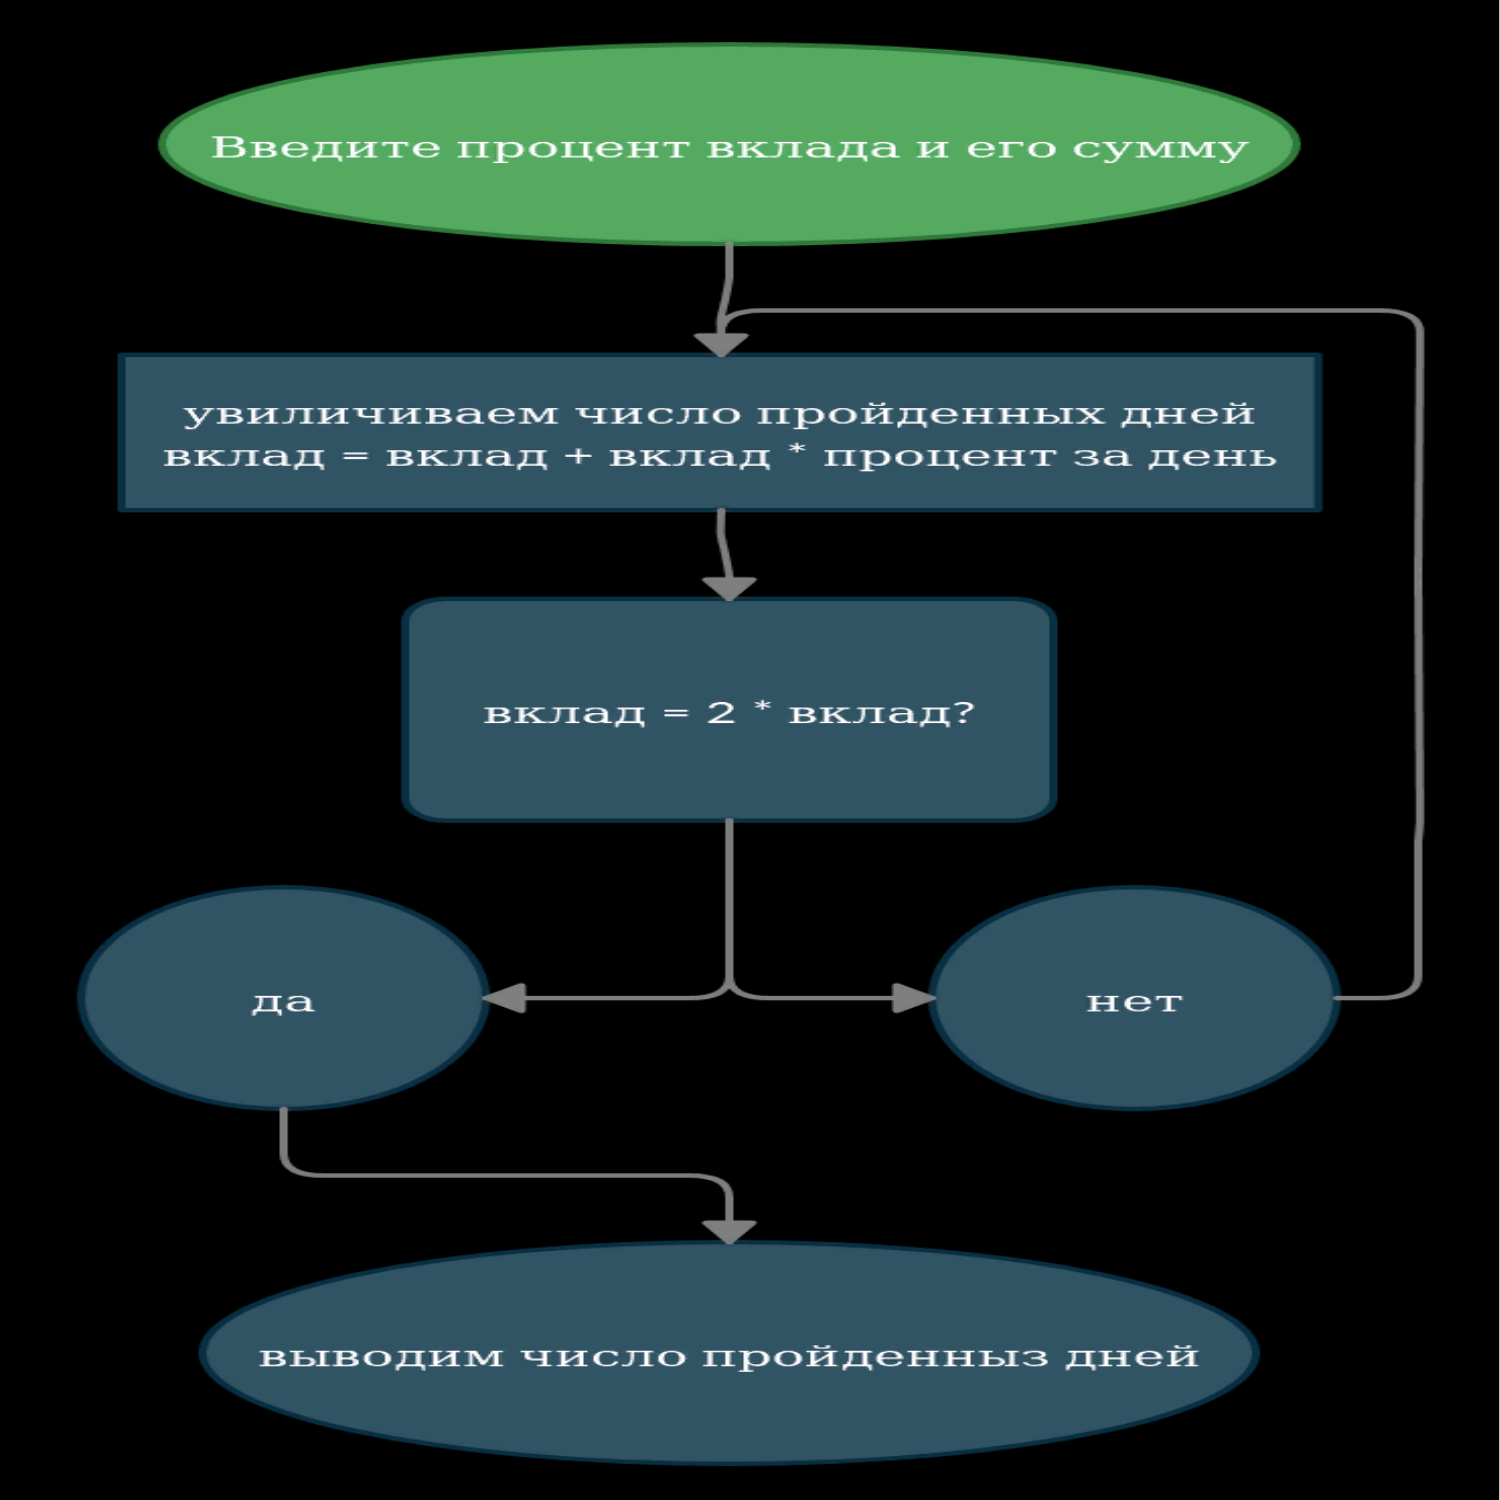 Введите процент вклада и его сумму
увиличиваем число пройденных дней
вклад = вклад + вклад * процент за день
вклад = 2 * вклад?
да
нет
выводим число пройденныз дней